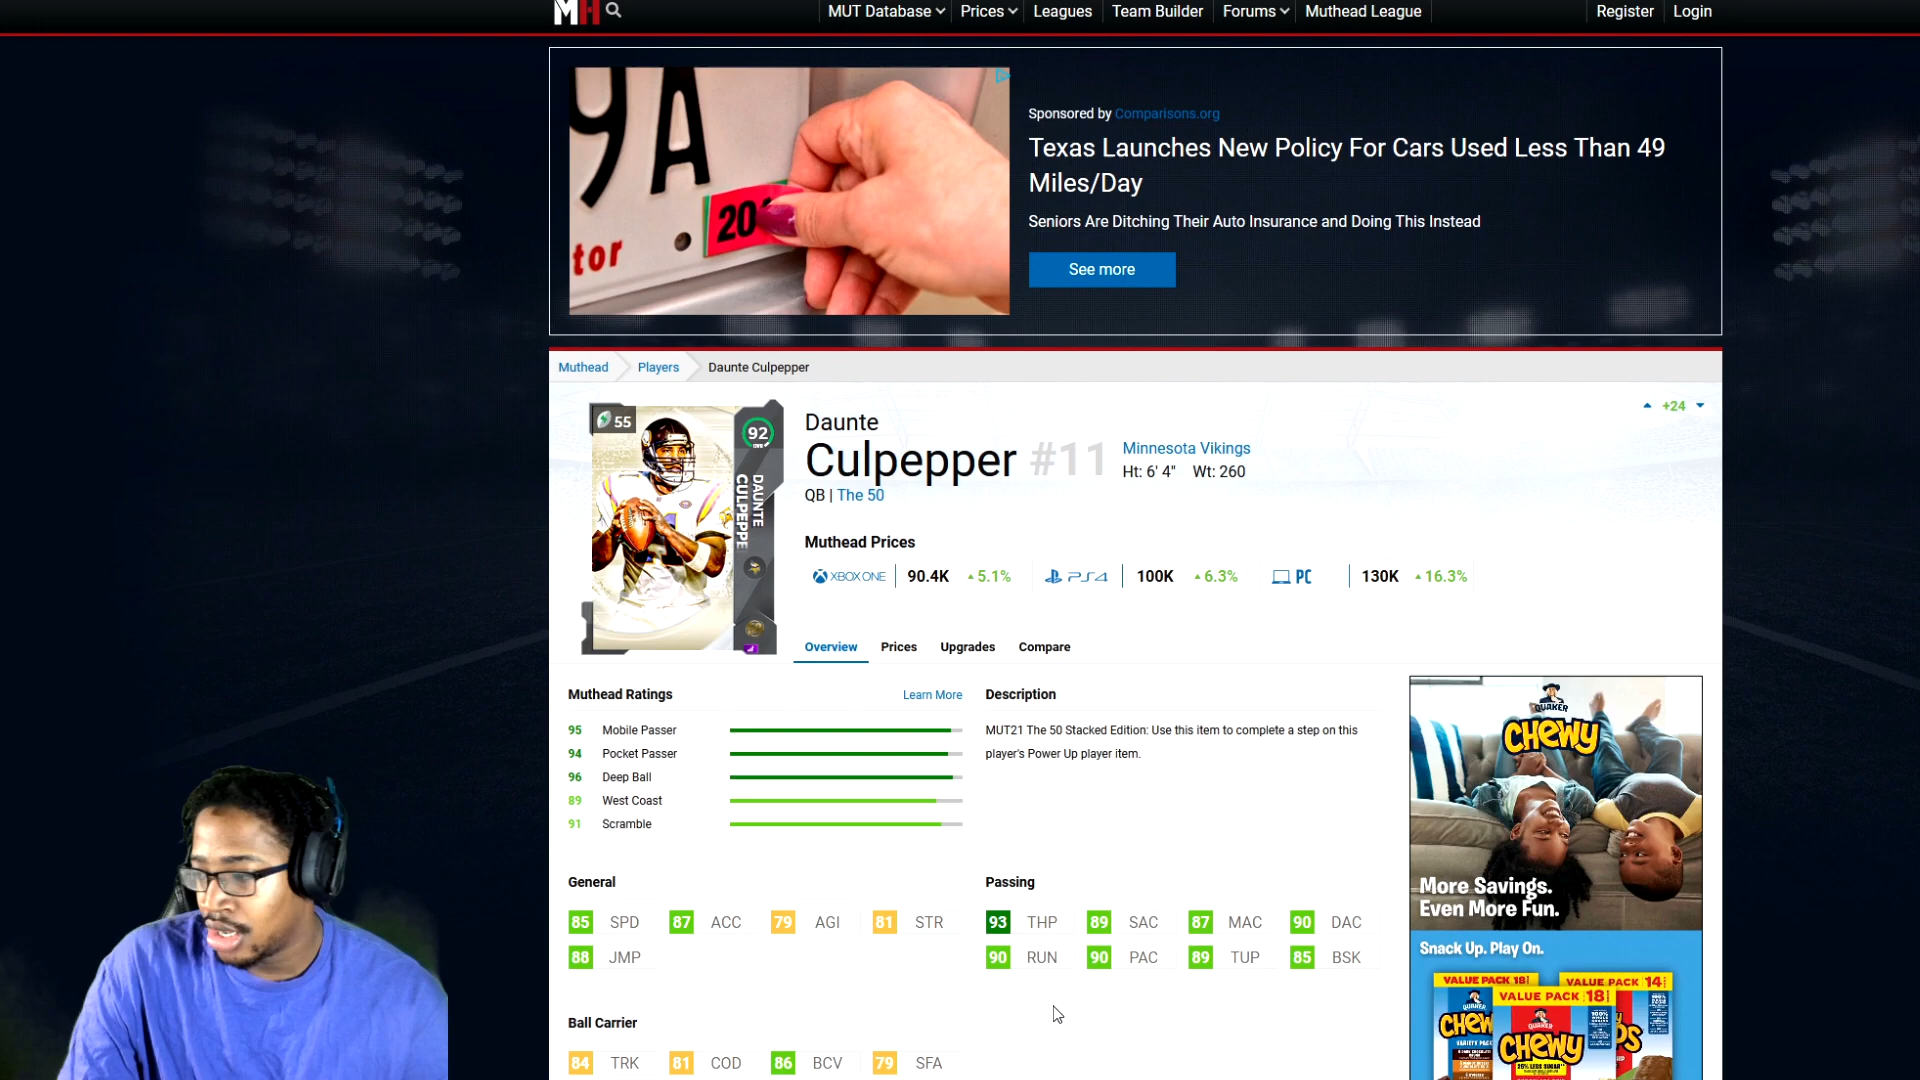 MH
MUT Database
Prices
Leagues
Team Builder
Forums
Muthead League
Register
Login
9A
20
tor
Sponsored by Comparisons.org
Texas Launches New Policy For Cars Used Less Than 49
Miles/Day
Seniors Are Ditching Their Auto Insurance and Doing This Instead
See more
Muthead
Players
Daunte Culpepper
55
92
OVR
DAUNTE
CULPEPPE
Daunte
Culpepper #11
Minnesota Vikings
Ht: 6' 4" Wt: 260
QB | The 50
+24
Muthead Prices
XBOX ONE 90.4K 5.1%
PS4 100K 6.3%
PC 130K 16.3%
Overview
Prices
Upgrades
Compare
Muthead Ratings
Learn More
95 Mobile Passer
94 Pocket Passer
96 Deep Ball
89 West Coast
91 Scramble
Description
MUT21 The 50 Stacked Edition: Use this item to complete a step on this
player's Power Up player item.
General
85 SPD 87 ACC 79 AGI 81 STR
88 JMP
Passing
93 THP 89 SAC 87 MAC 90 DAC
90 RUN 90 PAC 89 TUP 85 BSK
Ball Carrier
84 TRK 81 COD 86 BCV 79 SFA
QUAKER
CHEWY
More Savings.
Even More Fun.
Snack Up. Play On.
VALUE PACK 18
VALUE PACK 14
VALUE PACK 18
CHEWY